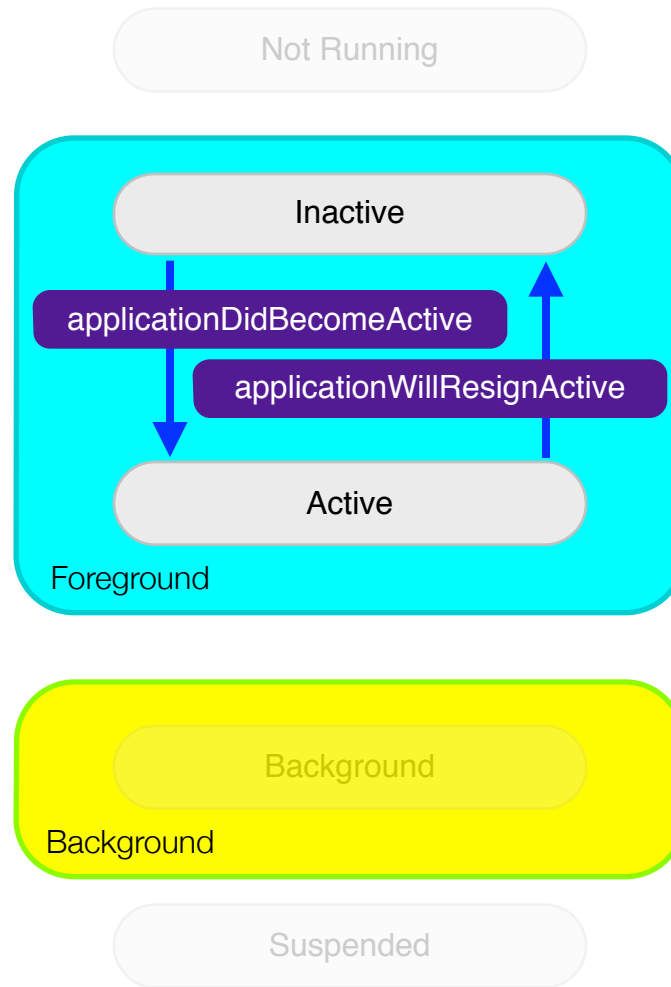 Not Running
Inactive
applicationDidBecomeActive
applicationWillResignActive
Active
Foreground
Background
Background
Suspended